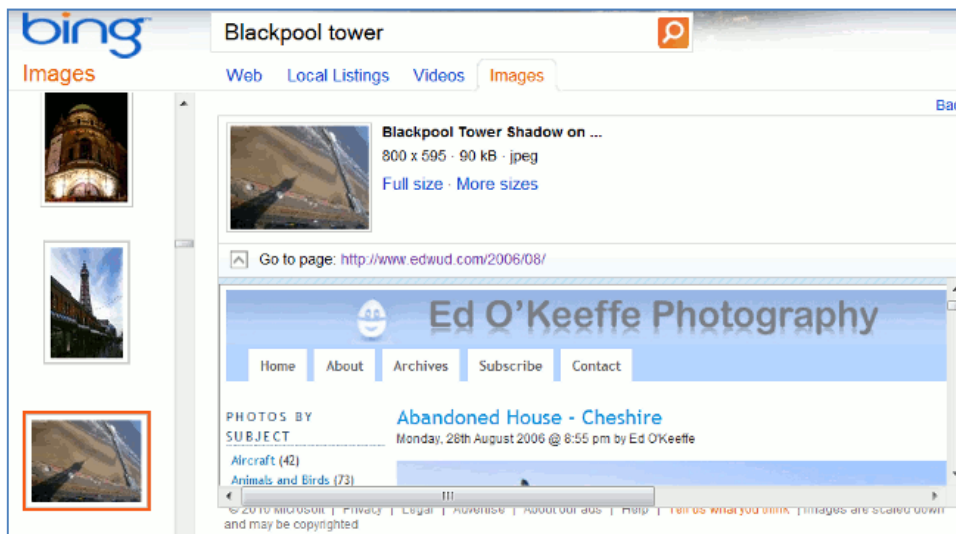 bing
Blackpool tower
Images
Web Local Listings Videos Images
Blackpool Tower Shadow on ...
800 x 595 · 90 kB · jpeg
Full size · More sizes
Go to page: http://www.edwud.com/2006/08/
Ed O'Keeffe Photography
Home About Archives Subscribe Contact
PHOTOS BY
SUBJECT
Aircraft (42)
Animals and Birds (73)
Abandoned House - Cheshire
Monday, 28th August 2006 @ 8:55 pm by Ed O'Keeffe
© 2010 Microsoft | Privacy | Legal | Advertise | About our ads | Help | Tell us what you think | Images are scaled down
and may be copyrighted